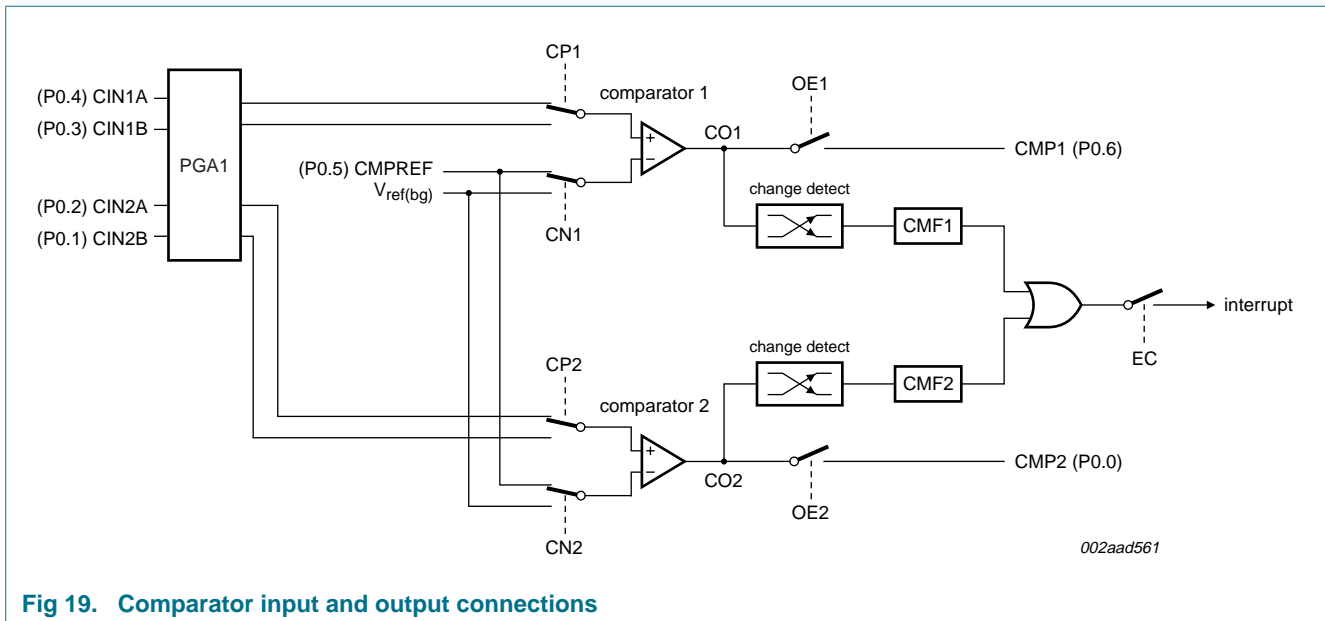 CP1
comparator 1
OE1
(P0.4) CIN1A
(P0.3) CIN1B
PGA1
CO1
CMP1 (P0.6)
(P0.5) CMPREF
Vref(bg)
change detect
(P0.2) CIN2A
(P0.1) CIN2B
CN1
CMF1
interrupt
change detect
EC
CP2
CMF2
comparator 2
CMP2 (P0.0)
CO2
OE2
CN2
002aad561
Fig 19. Comparator input and output connections